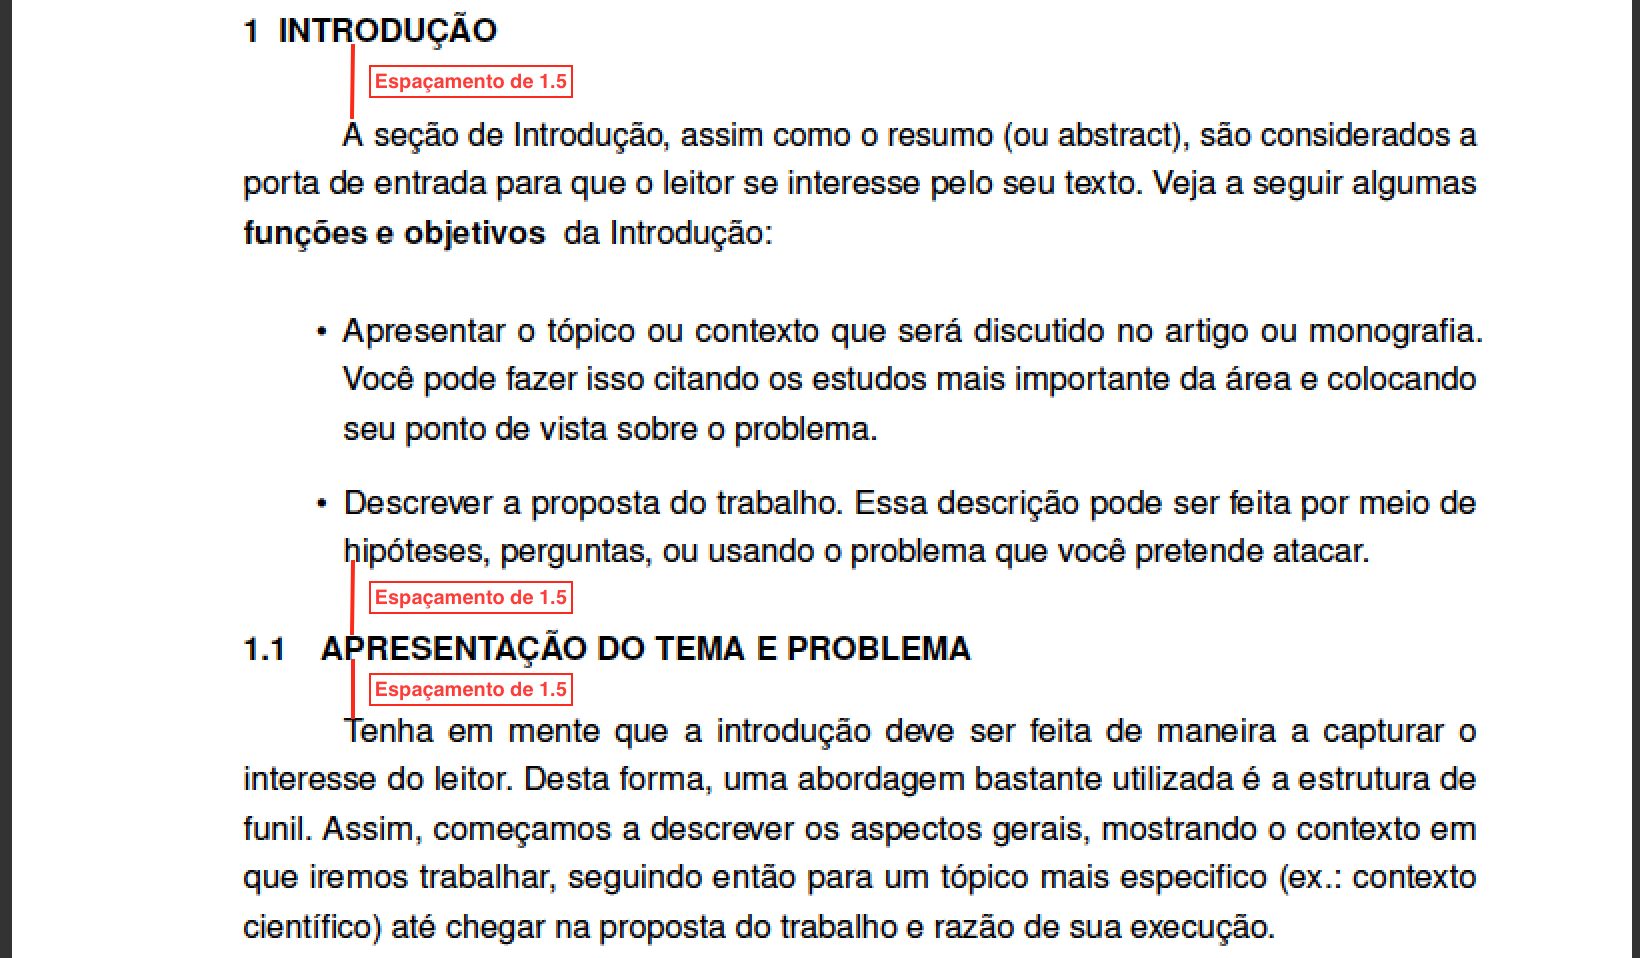 1 INTRODUÇÃO
Espaçamento de 1.5
A seção de Introdução, assim como o resumo (ou abstract), são considerados a
porta de entrada para que o leitor se interesse pelo seu texto. Veja a seguir algumas
funções e objetivos da Introdução:
• Apresentar o tópico ou contexto que será discutido no artigo ou monografia.
Você pode fazer isso citando os estudos mais importante da área e colocando
seu ponto de vista sobre o problema.
• Descrever a proposta do trabalho. Essa descrição pode ser feita por meio de
hipóteses, perguntas, ou usando o problema que você pretende atacar.
Espaçamento de 1.5
1.1 APRESENTAÇÃO DO TEMA E PROBLEMA
Espaçamento de 1.5
Tenha em mente que a introdução deve ser feita de maneira a capturar o
interesse do leitor. Desta forma, uma abordagem bastante utilizada é a estrutura de
funil. Assim, começamos a descrever os aspectos gerais, mostrando o contexto em
que iremos trabalhar, seguindo então para um tópico mais especifico (ex.: contexto
científico) até chegar na proposta do trabalho e razão de sua execução.